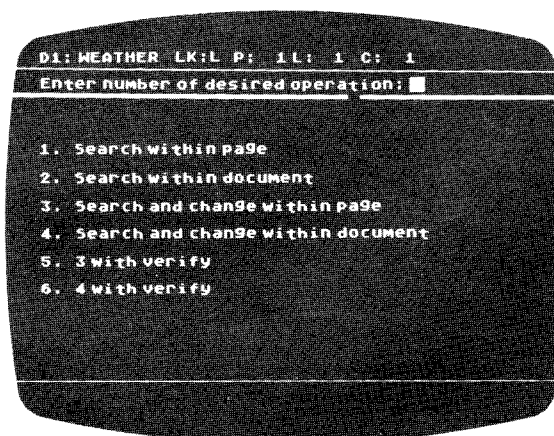 D1: WEATHER LK:L P: 1 L: 1 C: 1
Enter number of desired operation:
1. Search within page
2. Search within document
3. Search and change within page
4. Search and change within document
5. 3 with verify
6. 4 with verify